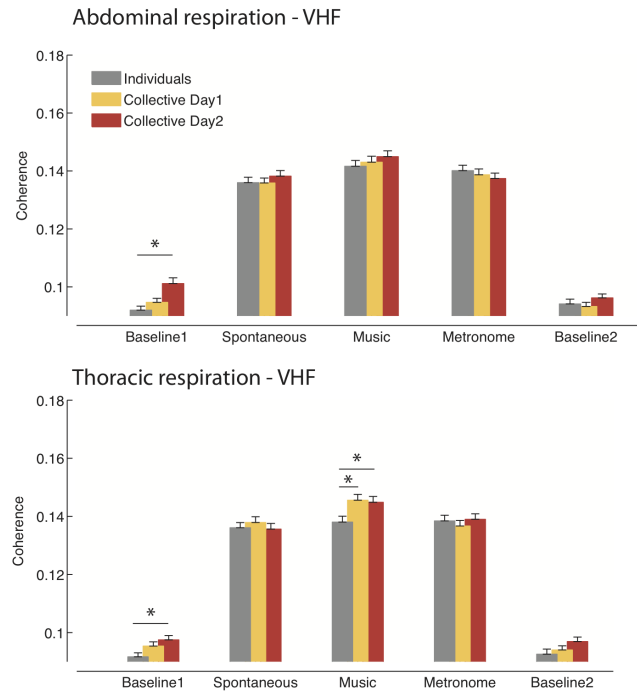 Abdominal respiration - VHF
0.18
Individuals
Collective Day1
Collective Day2
0.16
0.14
0.12
0.1
Coherence
*
Baseline1 Spontaneous Music Metronome Baseline2
Thoracic respiration - VHF
0.18
0.16
0.14
0.12
0.1
Coherence
*
*
*
Baseline1 Spontaneous Music Metronome Baseline2